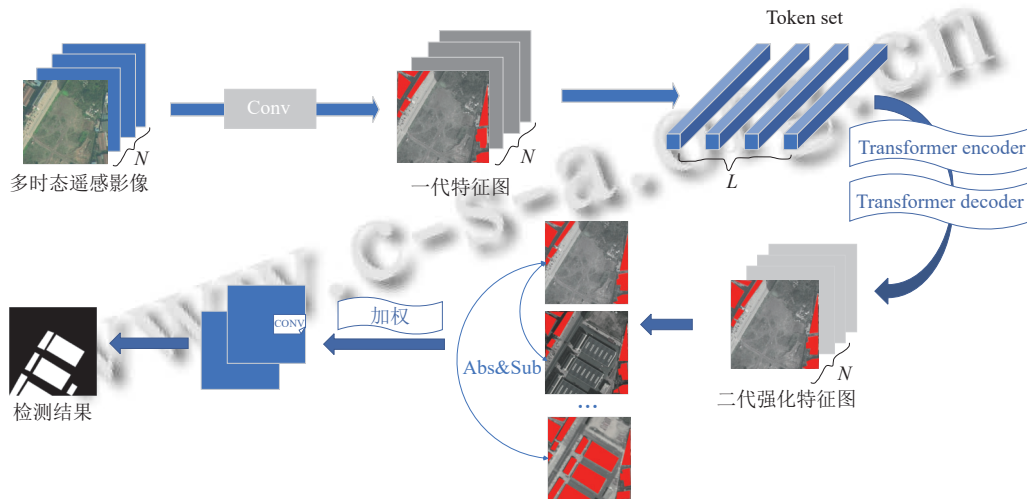 Token set
Conv
N
多时态遥感影像
N
一代特征图
L
Transformer encoder
Transformer decoder
www.c-s-a.org.cn
加权
CONV
Abs&Sub
...
N
检测结果
二代强化特征图